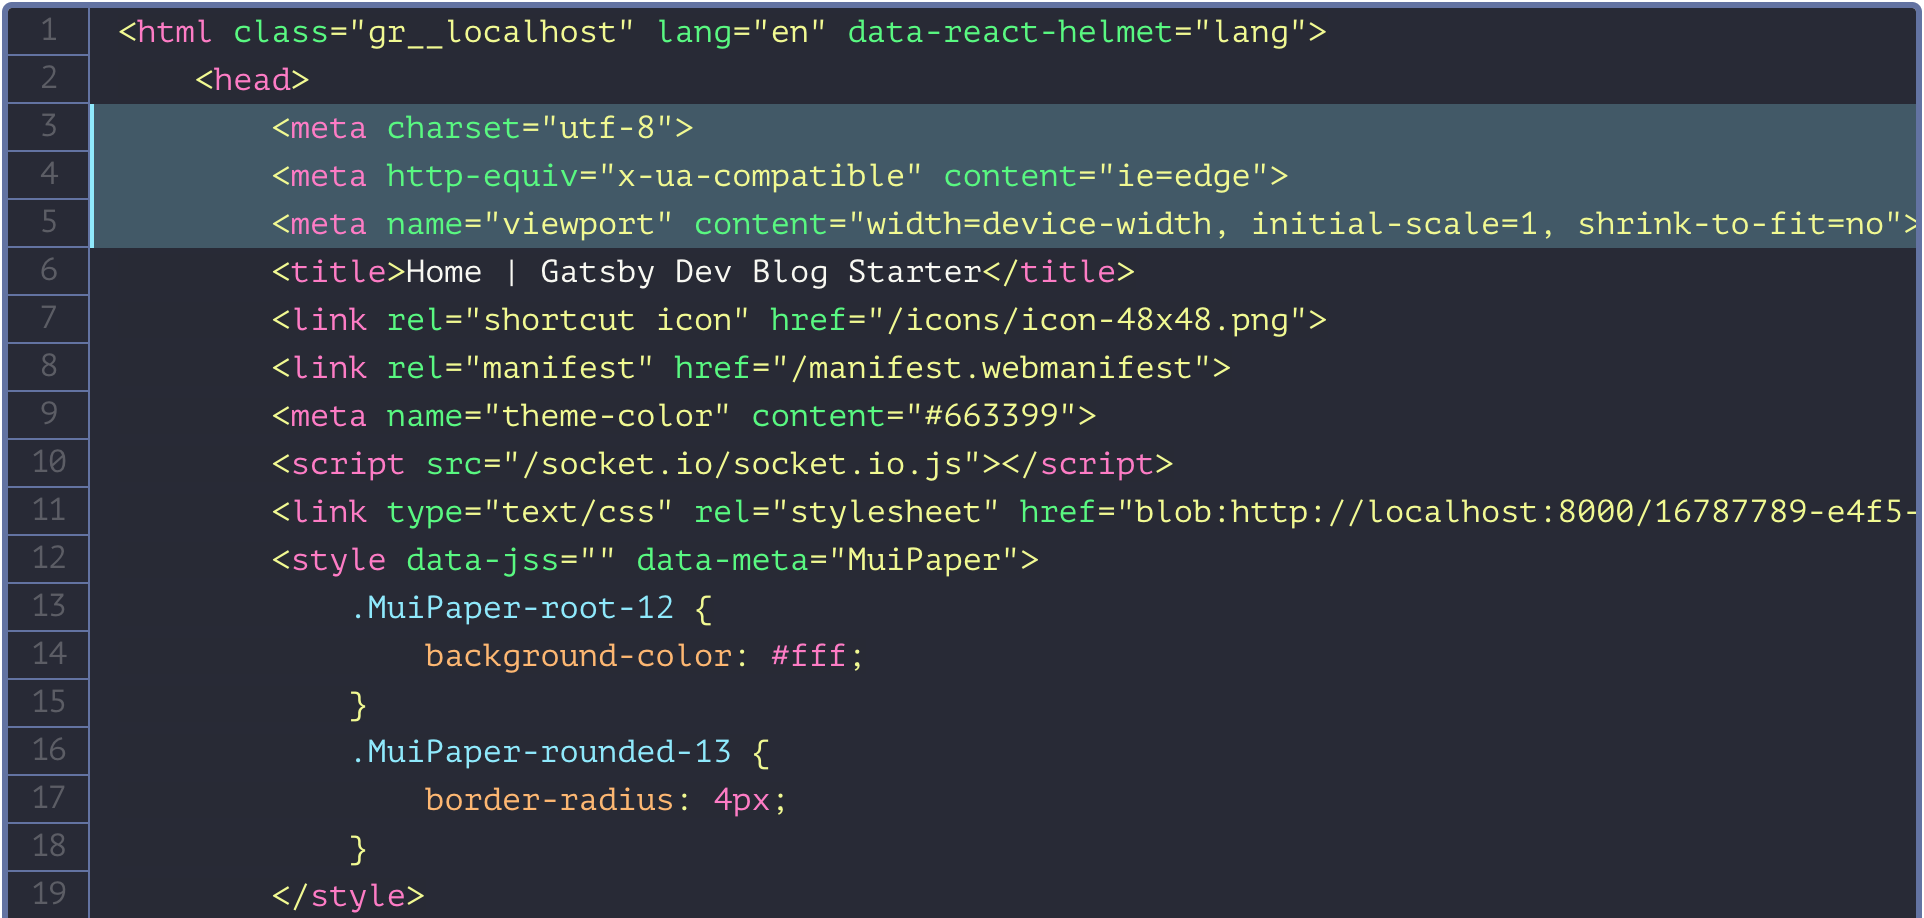 1 <html class="gr__localhost" lang="en" data-react-helmet="lang">
2 <head>
3 <meta charset="utf-8">
4 <meta http-equiv="x-ua-compatible" content="ie=edge">
5 <meta name="viewport" content="width=device-width, initial-scale=1, shrink-to-fit=no">
6 <title>Home | Gatsby Dev Blog Starter</title>
7 <link rel="shortcut icon" href="/icons/icon-48x48.png">
8 <link rel="manifest" href="/manifest.webmanifest">
9 <meta name="theme-color" content="#663399">
10 <script src="/socket.io/socket.io.js"></script>
11 <link type="text/css" rel="stylesheet" href="blob:http://localhost:8000/16787789-e4f5-
12 <style data-jss="" data-meta="MuiPaper">
13 .MuiPaper-root-12 {
14 background-color: #fff;
15 }
16 .MuiPaper-rounded-13 {
17 border-radius: 4px;
18 }
19 </style>